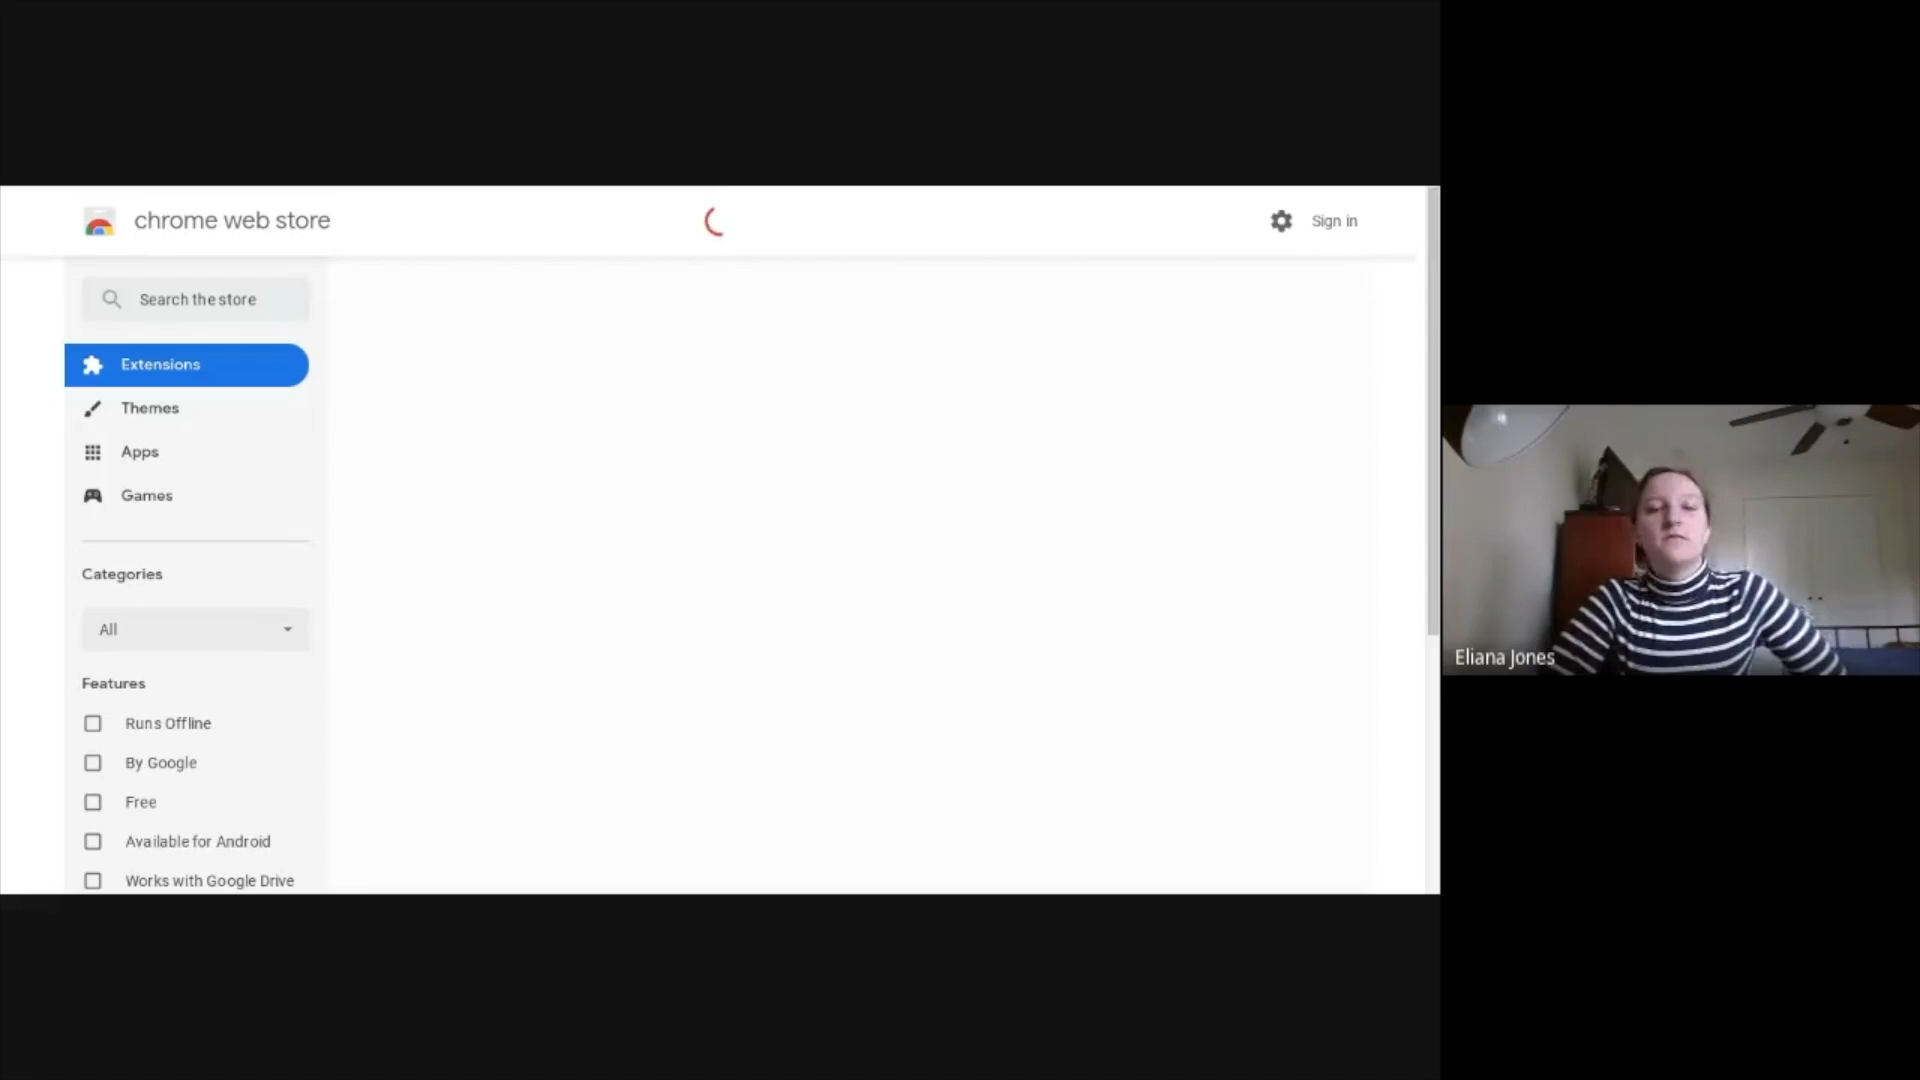 chrome web store
Sign in
Search the store
Extensions
Themes
Apps
Games
Categories
All
Features
Runs Offline
By Google
Free
Available for Android
Works with Google Drive
Eliana Jones